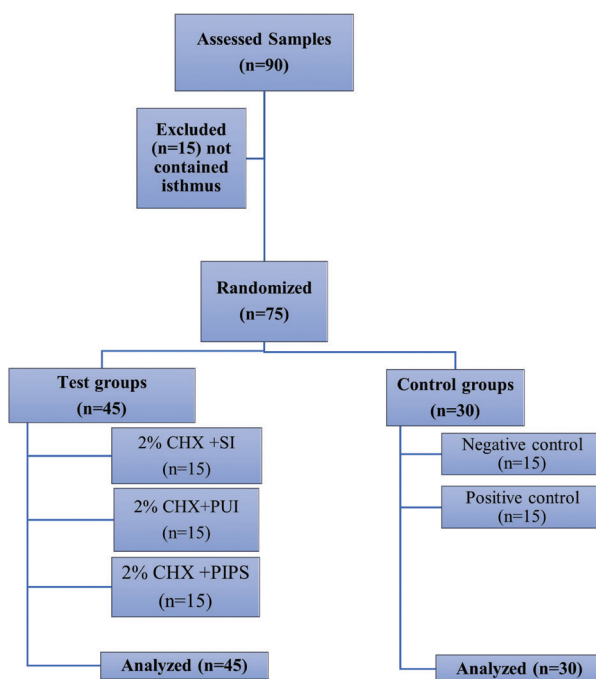 Assessed Samples
(n=90)
Excluded
(n=15) not
contained
isthmus
Randomized
(n=75)
Test groups
(n=45)
2% CHX +SI
(n=15)
2% CHX+PUI
(n=15)
2% CHX +PIPS
(n=15)
Analyzed (n=45)
Control groups
(n=30)
Negative control
(n=15)
Positive control
(n=15)
Analyzed (n=30)